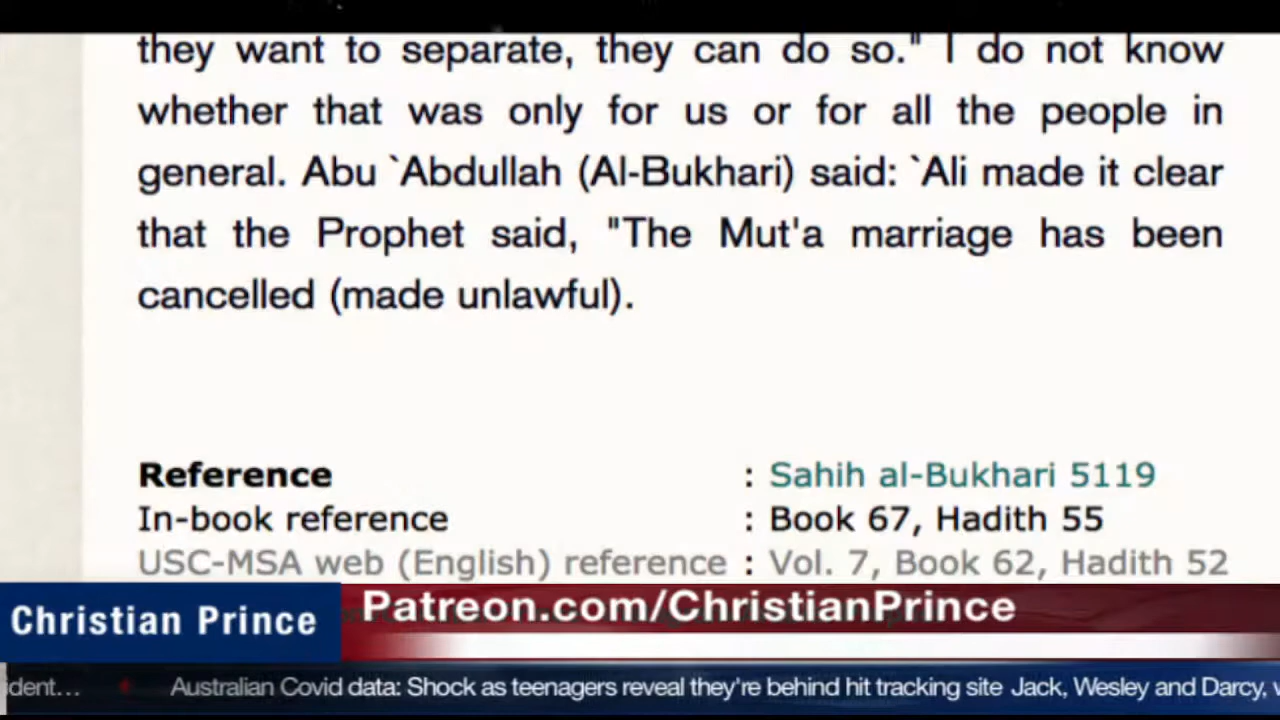 they want to separate, they can do so." I do not know
whether that was only for us or for all the people in
general. Abu `Abdullah (Al-Bukhari) said: `Ali made it clear
that the Prophet said, "The Mut'a marriage has been
cancelled (made unlawful).
Reference : Sahih al-Bukhari 5119
In-book reference : Book 67, Hadith 55
USC-MSA web (English) reference : Vol. 7, Book 62, Hadith 52
Christian Prince
Patreon.com/ChristianPrince
ident... Australian Covid data: Shock as teenagers reveal they're behind hit tracking site Jack, Wesley and Darcy, v